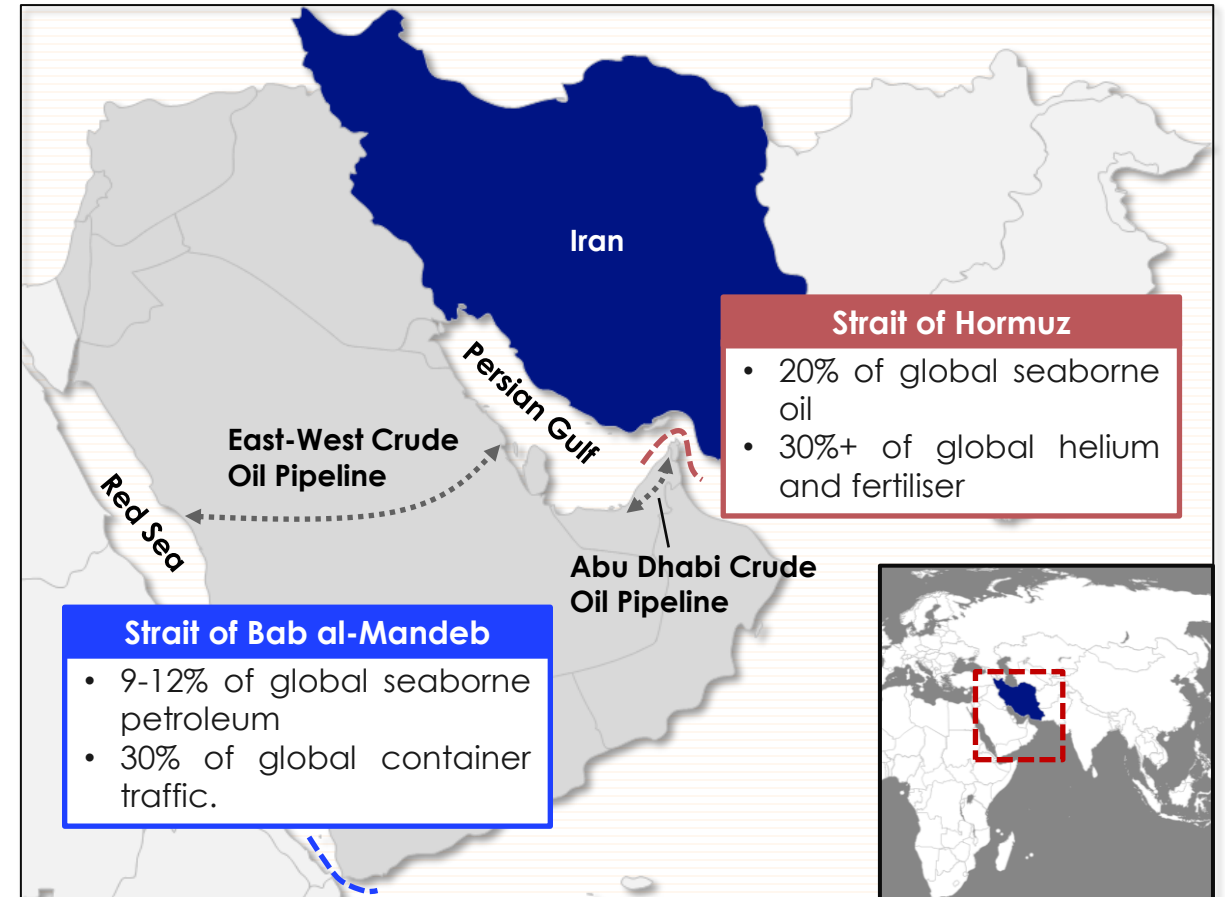 Iran
Strait of Hormuz
• 20% of global seaborne
oil
• 30%+ of global helium
and fertiliser
Persian Gulf
East-West Crude
Oil Pipeline
Red Sea
Abu Dhabi Crude
Oil Pipeline
Strait of Bab al-Mandeb
• 9-12% of global seaborne
petroleum
• 30% of global container
traffic.